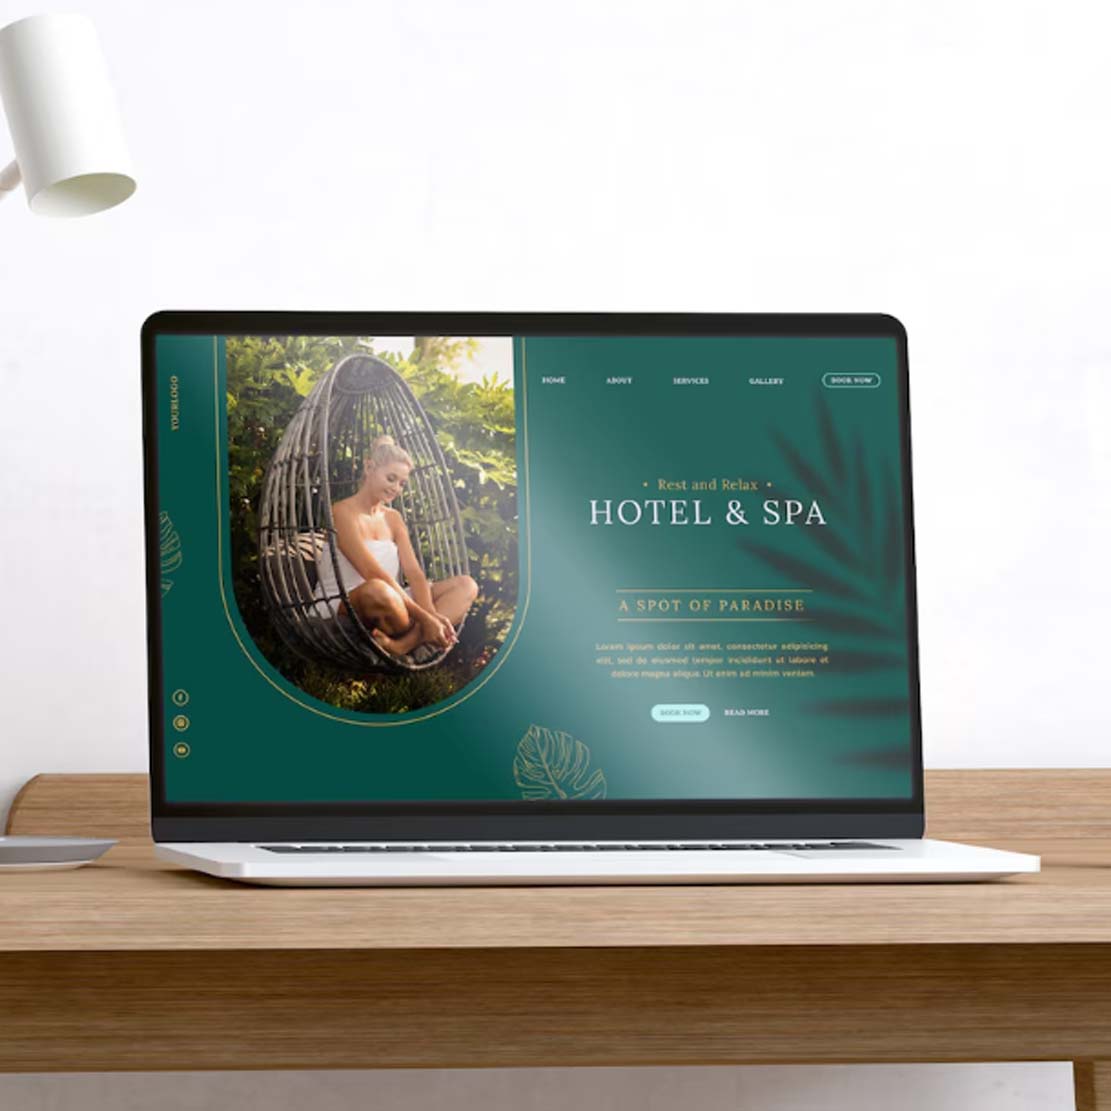 YOURLOGO
HOME ABOUT SERVICES GALLERY BOOK NOW
• Rest and Relax •
HOTEL & SPA
A SPOT OF PARADISE
Lorem ipsum dolor sit amet, consectetur adipisicing
elit, sed do eiusmod tempor incididunt ut labore et
dolore magna aliqua. Ut enim ad minim veniam.
BOOK NOW READ MORE